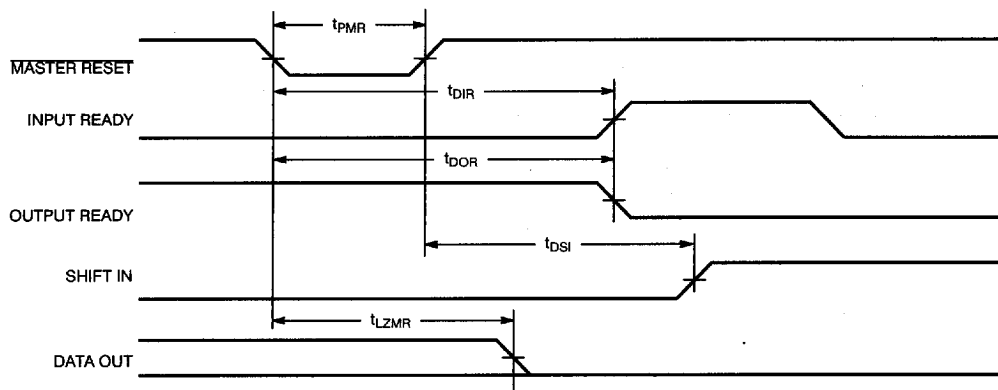 tPMR
MASTER RESET
tDIR
INPUT READY
tDOR
OUTPUT READY
tDSI
SHIFT IN
tLZMR
DATA OUT